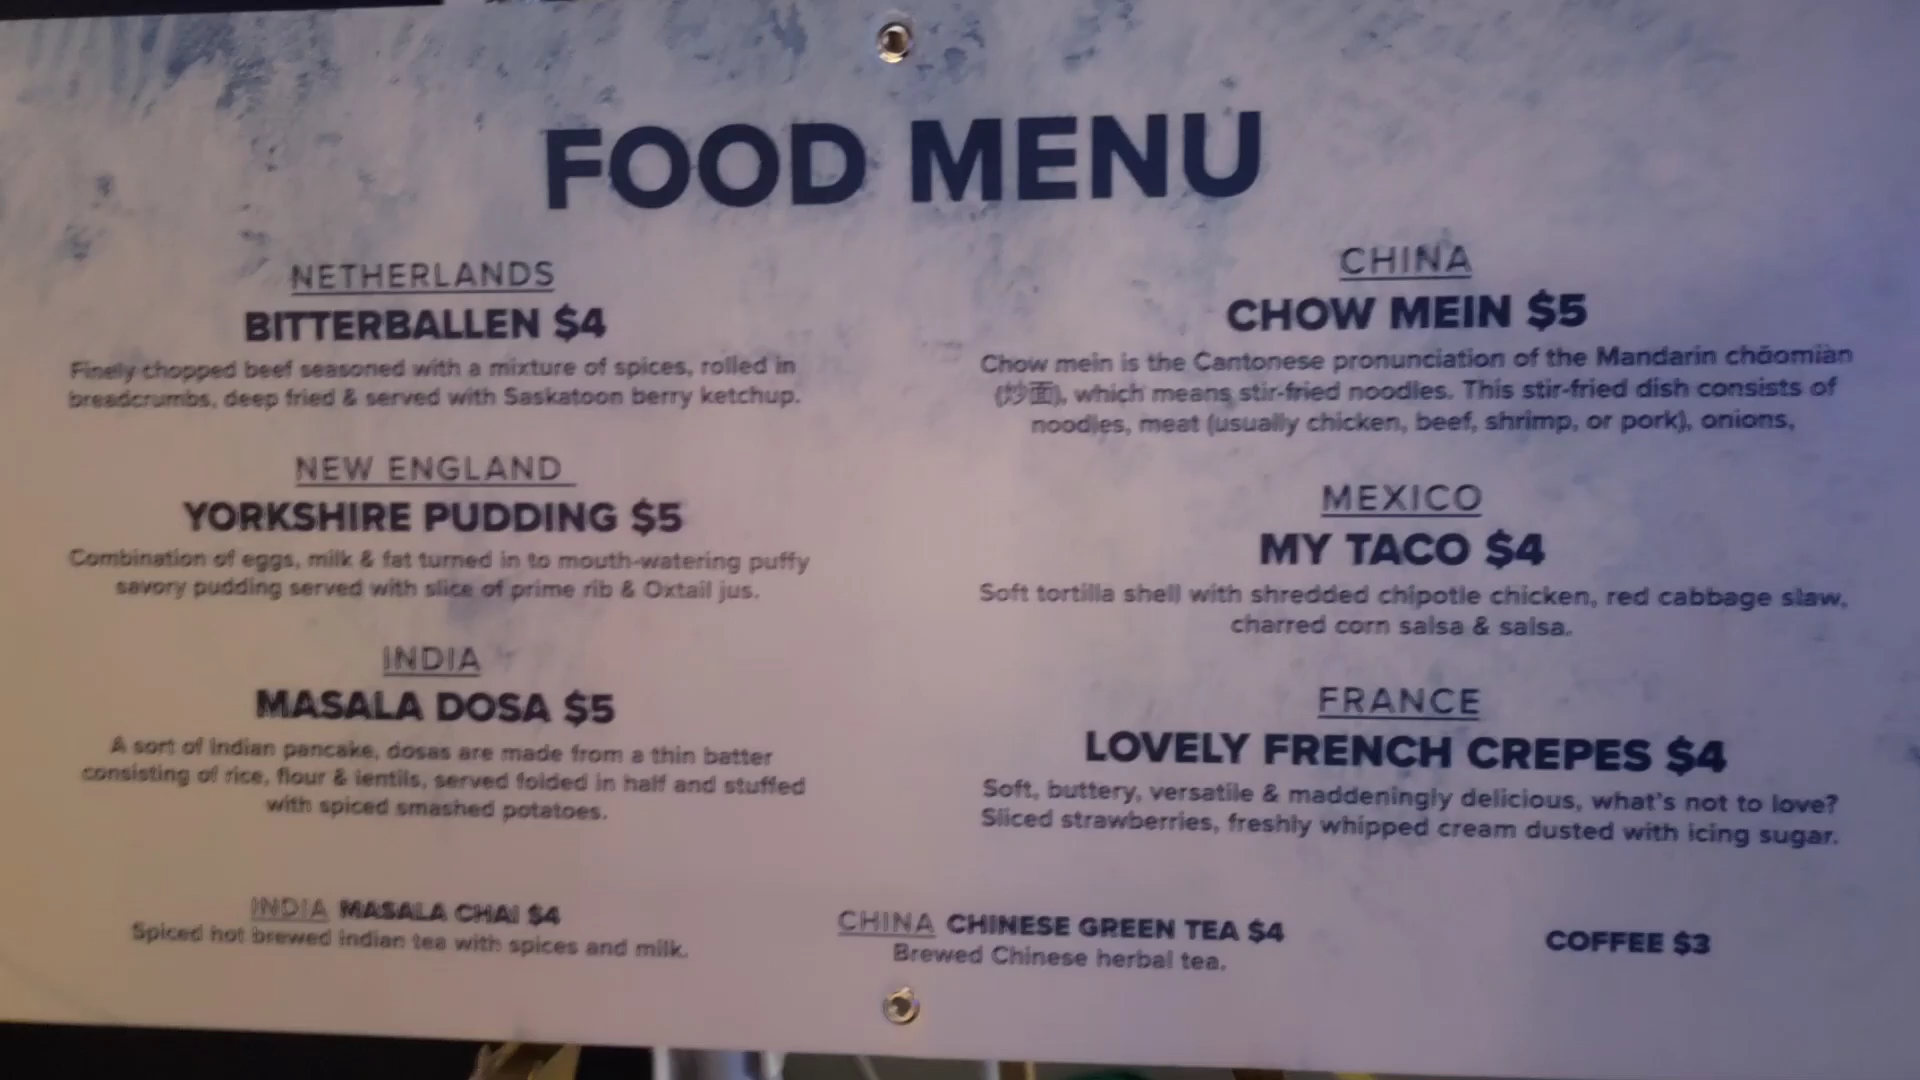 FOOD MENU
NETHERLANDS
BITTERBALLEN $4
Finely chopped beef seasoned with a mixture of spices, rolled in
breadcrumbs, deep fried & served with Saskatoon berry ketchup.
NEW ENGLAND
YORKSHIRE PUDDING $5
Combination of eggs, milk & fat turned in to mouth-watering puffy
savory pudding served with slice of prime rib & Oxtail jus.
INDIA
MASALA DOSA $5
A sort of Indian pancake, dosas are made from a thin batter
consisting of rice, flour & lentils, served folded in half and stuffed
with spiced smashed potatoes.
CHINA
CHOW MEIN $5
Chow mein is the Cantonese pronunciation of the Mandarin chǎomiàn
(炒面), which means stir-fried noodles. This stir-fried dish consists of
noodles, meat (usually chicken, beef, shrimp, or pork), onions,
MEXICO
MY TACO $4
Soft tortilla shell with shredded chipotle chicken, red cabbage slaw,
charred corn salsa & salsa.
FRANCE
LOVELY FRENCH CREPES $4
Soft, buttery, versatile & maddeningly delicious, what's not to love?
Sliced strawberries, freshly whipped cream dusted with icing sugar.
INDIA MASALA CHAI $4
Spiced hot brewed Indian tea with spices and milk.
CHINA CHINESE GREEN TEA $4
Brewed Chinese herbal tea.
COFFEE $3